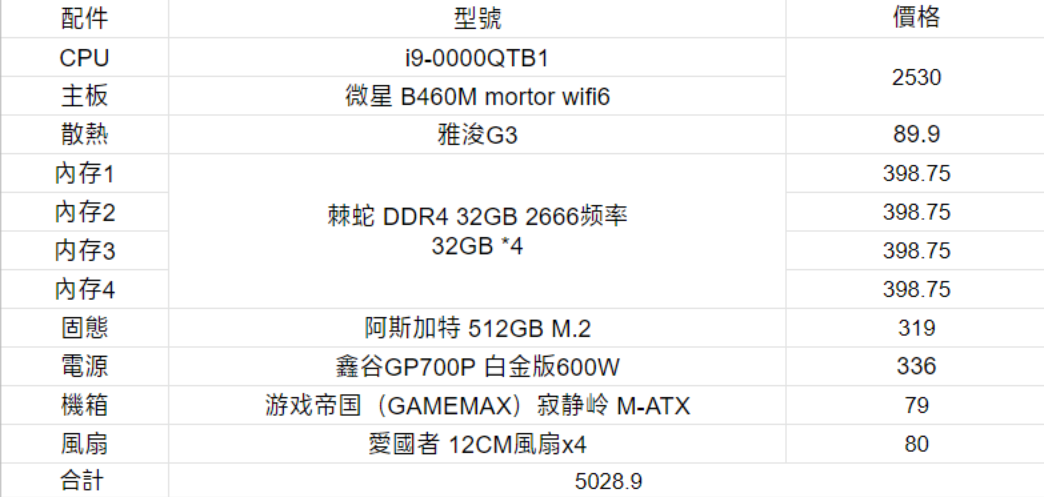 配件 型號 價格
CPU i9-0000QTB1 2530
主板 微星 B460M mortor wifi6
散熱 雅浚G3 89.9
內存1 398.75
內存2 棘蛇 DDR4 32GB 2666频率 398.75
内存3 32GB *4 398.75
內存4 398.75
固態 阿斯加特 512GB M.2 319
電源 鑫谷GP700P 白金版600W 336
機箱 游戏帝国（GAMEMAX）寂静岭 M-ATX 79
風扇 愛國者 12CM風扇x4 80
合計 5028.9